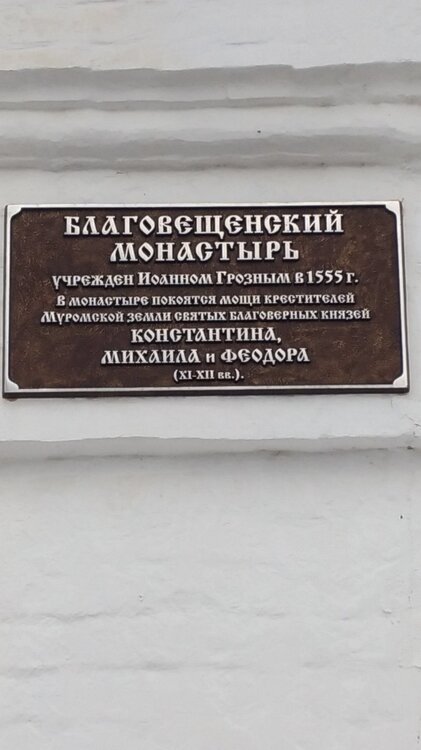 БЛАГОВЕЩЕНСКИЙ
МОНАСТЫРЬ
УЧРЕЖДЕН ИОАННОМ ГРОЗНЫМ В 1555 Г.
В МОНАСТЫРЕ ПОКОЯТСЯ МОЩИ КРЕСТИТЕЛЕЙ
МУРОМСКОЙ ЗЕМЛИ СВЯТЫХ БЛАГОВЕРНЫХ КНЯЗЕЙ
КОНСТАНТИНА,
МИХАИЛА И ФЕОДОРА
(XI-XII ВВ.).